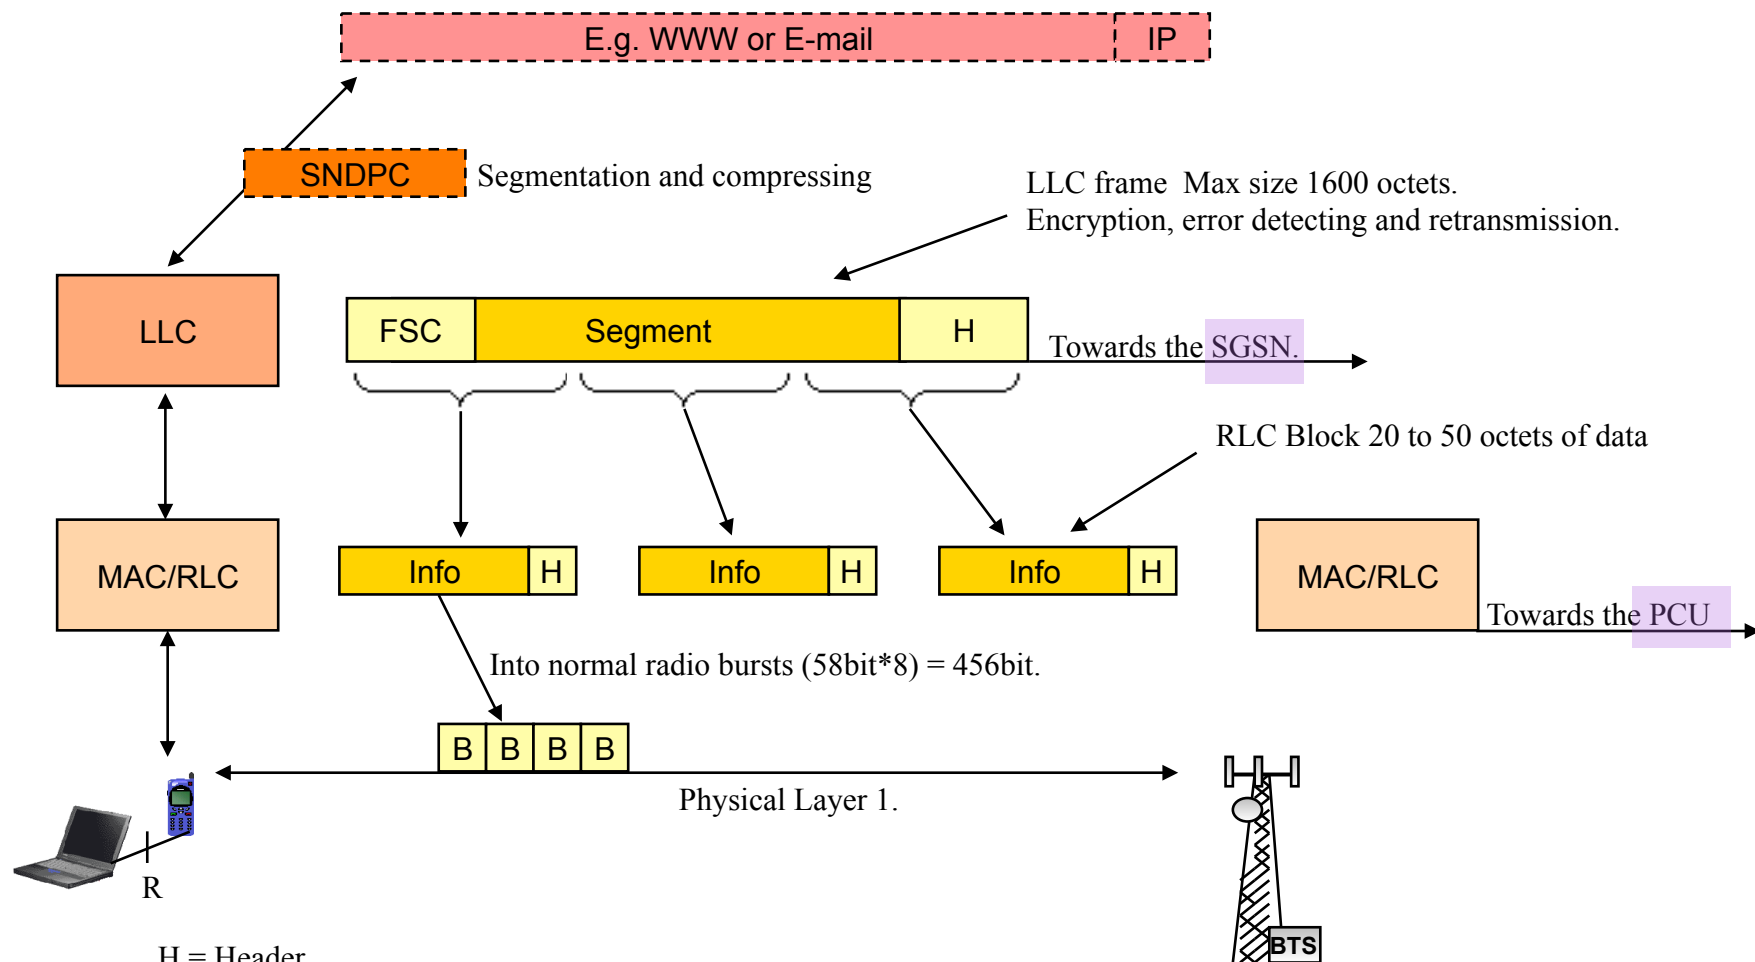 E.g. WWW or E-mail IP
SNDPC Segmentation and compressing
LLC frame Max size 1600 octets.
Encryption, error detecting and retransmission.
LLC
FSC Segment H
Towards the SGSN.
RLC Block 20 to 50 octets of data
MAC/RLC
Info H
Info H
Info H
MAC/RLC
Towards the PCU
Into normal radio bursts (58bit*8) = 456bit.
B B B B
Physical Layer 1.
R
BTS
H = Header